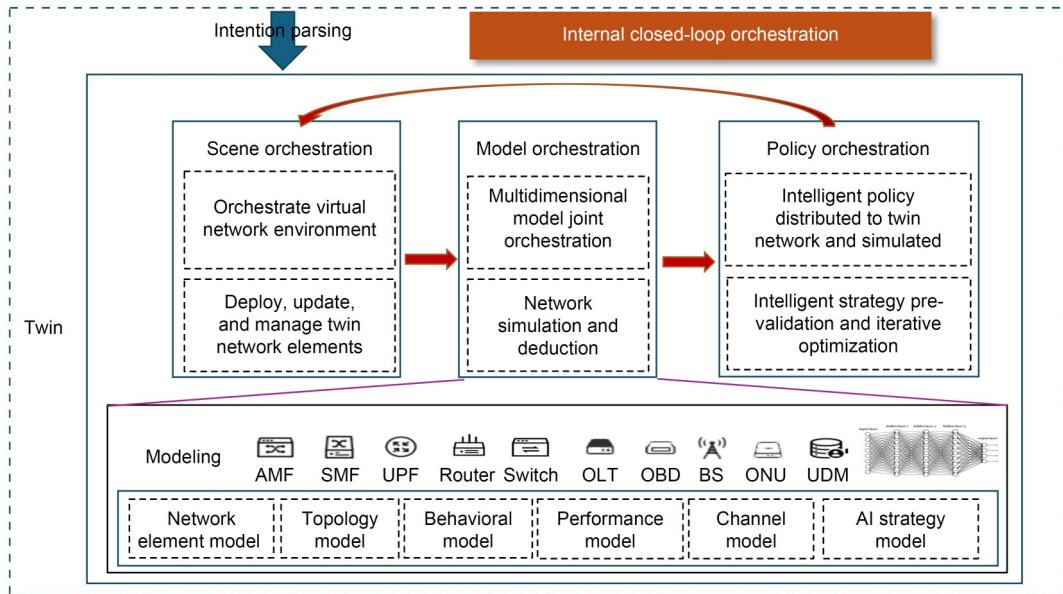 Intention parsing
Internal closed-loop orchestration
Scene orchestration
Orchestrate virtual
network environment
Deploy, update,
and manage twin
network elements
Model orchestration
Multidimensional
model joint
orchestration
Network
simulation and
deduction
Policy orchestration
Intelligent policy
distributed to twin
network and simulated
Intelligent strategy pre-
validation and iterative
optimization
Twin
Modeling
AMF
SMF
UPF
Router
Switch
OLT
OBD
BS
ONU
UDM
Network
element model
Topology
model
Behavioral
model
Performance
model
Channel
model
AI strategy
model